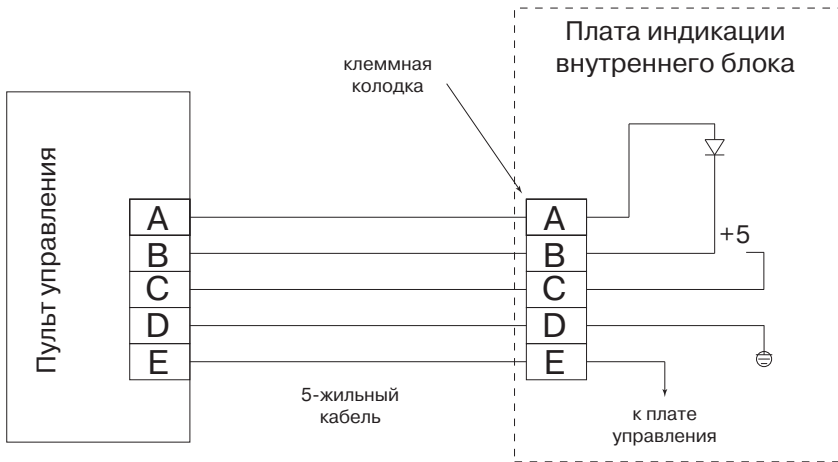 Плата индикации
внутреннего блока
клеммная
колодка
Пульт управления
A
B
C
D
E
A
B
C
D
E
+5
5-жильный
кабель
к плате
управления